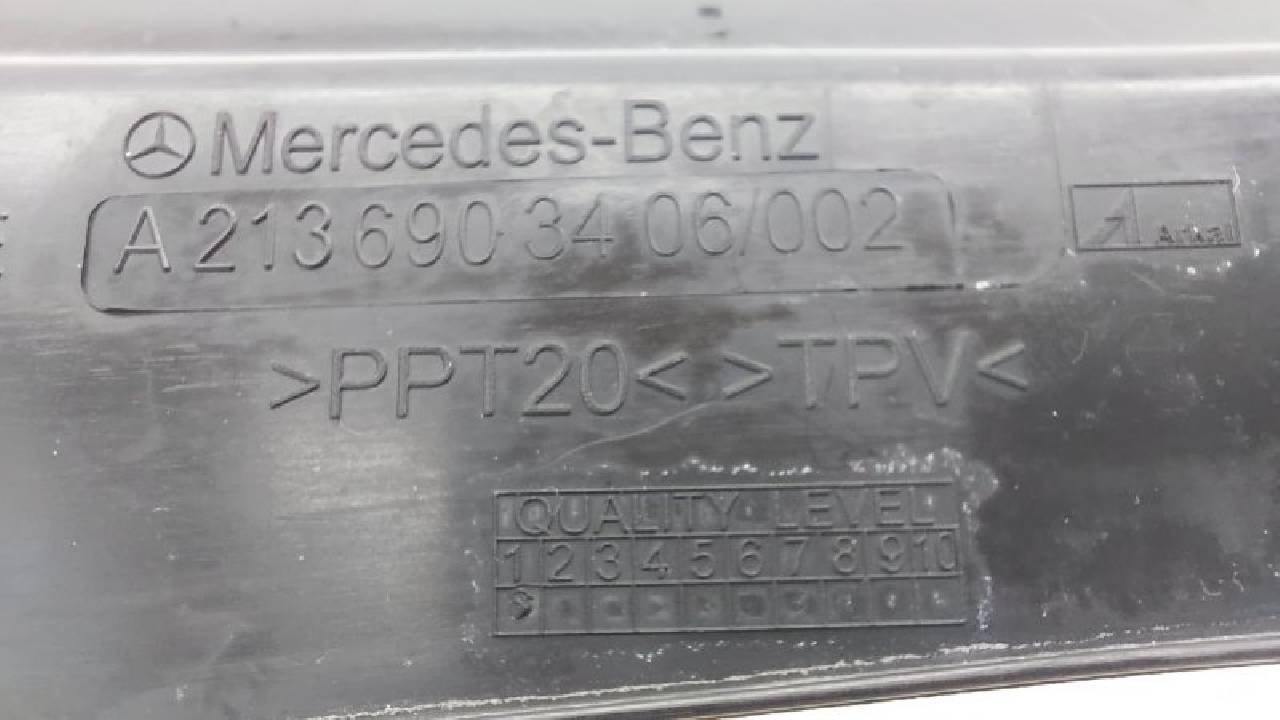 Mercedes-Benz
A 213 690 34 06/002
>PPT20< >TPV<
QUALITY LEVEL
1 2 3 4 5 6 7 8 9 10